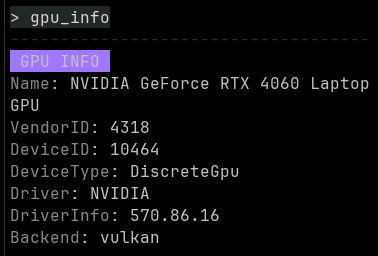 > gpu_info
GPU INFO
Name: NVIDIA GeForce RTX 4060 Laptop
GPU
VendorID: 4318
DeviceID: 10464
DeviceType: DiscreteGpu
Driver: NVIDIA
DriverInfo: 570.86.16
Backend: vulkan